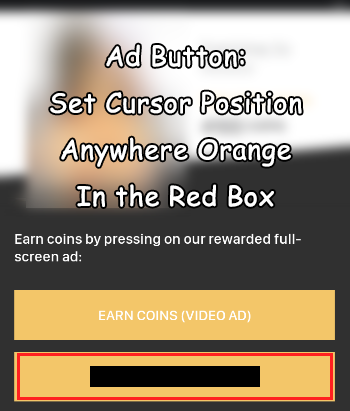 Ad Button:
Set Cursor Position
Anywhere Orange
In the Red Box
Earn coins by pressing on our rewarded full-
screen ad:
EARN COINS (VIDEO AD)